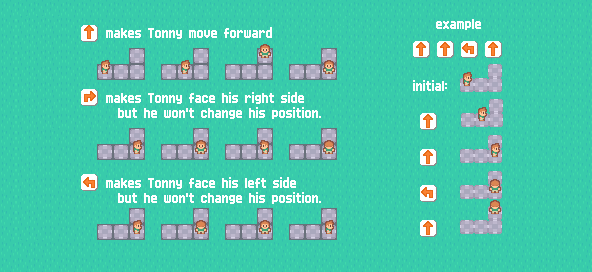 makes Tonny move forward
makes Tonny face his right side
but he won't change his position.
makes Tonny face his left side
but he won't change his position.
example
initial: